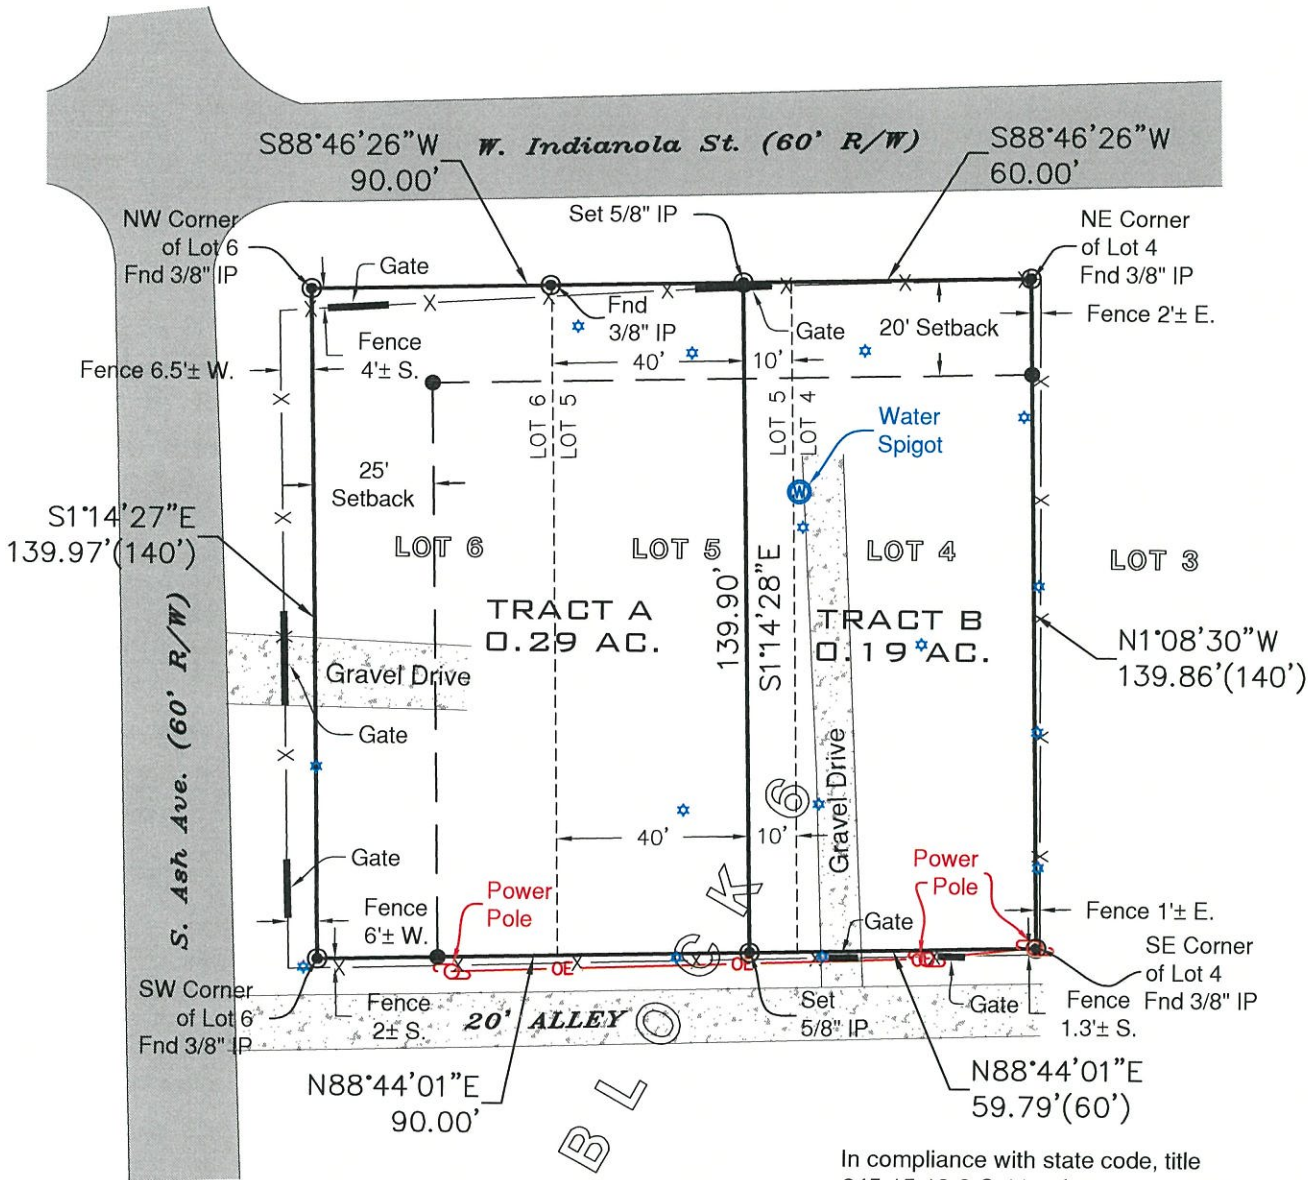 S88°46'26"W
90.00'
W. Indianola St. (60' R/W)
S88°46'26"W
60.00'
NW Corner
of Lot 6
Fnd 3/8" IP
Set 5/8" IP
NE Corner
of Lot 4
Fnd 3/8" IP
Gate
Fnd
3/8" IP
Gate
20' Setback
Fence 2'± E.
Fence
4'± S.
Fence 6.5'± W.
40'
10'
LOT 6
LOT 5
LOT 5
LOT 4
Water
Spigot
W
25'
Setback
S1°14'27"E
139.97'(140')
LOT 6
LOT 5
LOT 4
LOT 3
139.90'
S1°14'28"E
TRACT A
0.29 AC.
TRACT B
0.19 AC.
N1°08'30"W
139.86'(140')
Gravel Drive
Gate
S. Ash Ave. (60' R/W)
Gravel Drive
40'
10'
Gate
Power
Pole
Power
Pole
Fence
6'± W.
Gate
Fence 1'± E.
OE
OE
OE
SE Corner
of Lot 4
Fnd 3/8" IP
SW Corner
of Lot 6
Fnd 3/8" IP
Fence
2± S.
20' ALLEY
Set
5/8" IP
Gate
Fence
1.3'± S.
BLOCK 6
N88°44'01"E
90.00'
N88°44'01"E
59.79'(60')
In compliance with state code, title